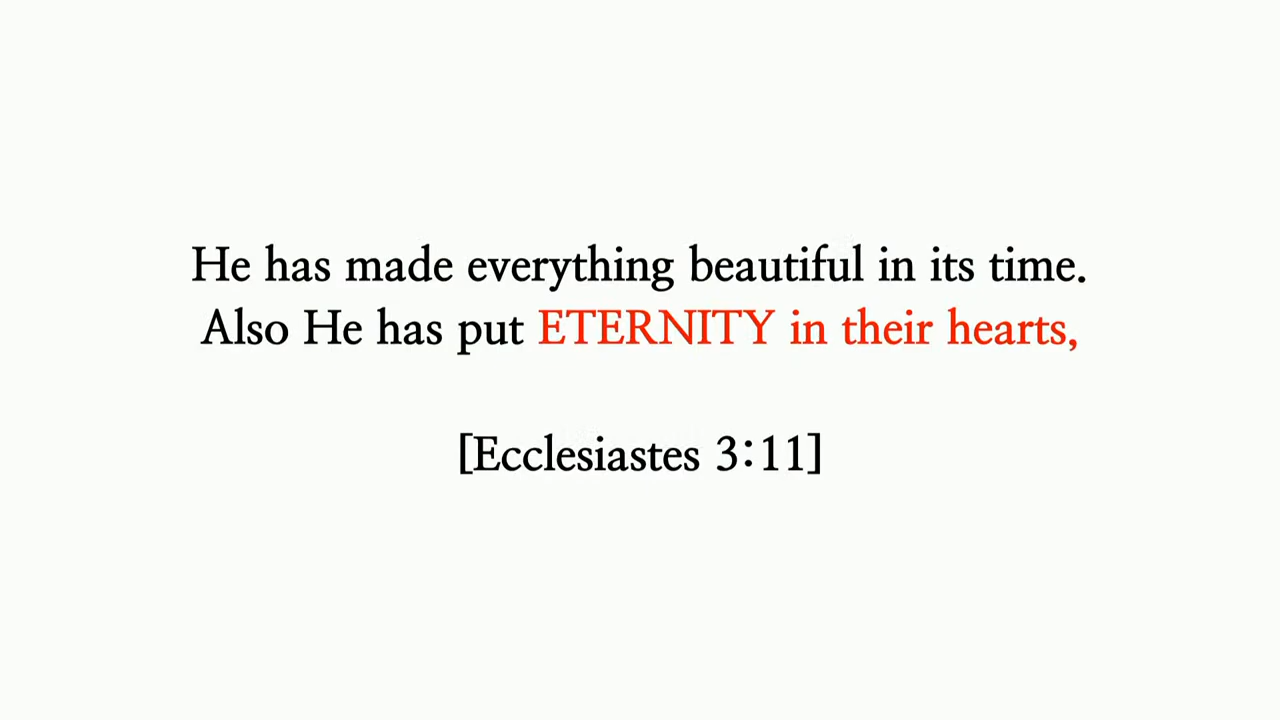 He has made everything beautiful in its time.
Also He has put ETERNITY in their hearts,
[Ecclesiastes 3:11]